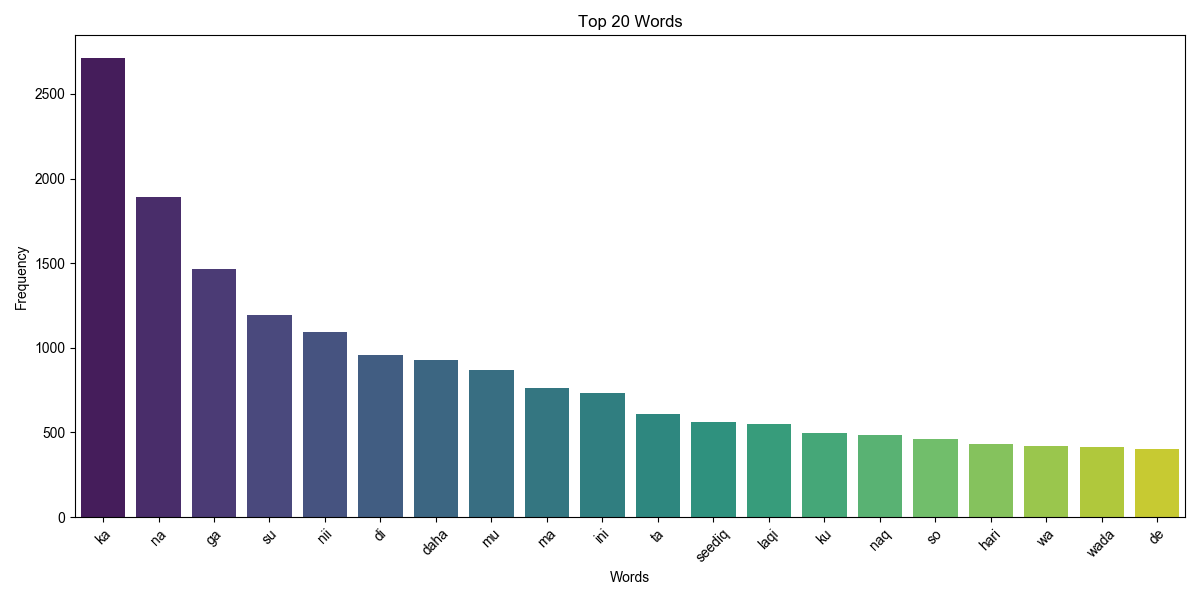 Top 20 Words
Frequency
2500
2000
1500
1000
500
0
ka na ga su nii di daha mu ma ini ta seediq laqi ku naq so hari wa wada de
Words